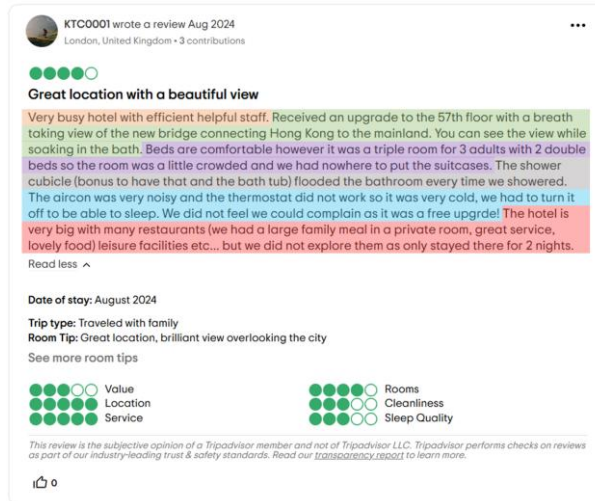 KTC0001 wrote a review Aug 2024
London, United Kingdom • 3 contributions
Great location with a beautiful view
Very busy hotel with efficient helpful staff. Received an upgrade to the 57th floor with a breath
taking view of the new bridge connecting Hong Kong to the mainland. You can see the view while
soaking in the bath. Beds are comfortable however it was a triple room for 3 adults with 2 double
beds so the room was a little crowded and we had nowhere to put the suitcases. The shower
cubicle (bonus to have that and the bath tub) flooded the bathroom every time we showered.
The aircon was very noisy and the thermostat did not work so it was very cold, we had to turn it
off to be able to sleep. We did not feel we could complain as it was a free upgrde! The hotel is
very big with many restaurants (we had a large family meal in a private room, great service,
lovely food) leisure facilities etc... but we did not explore them as only stayed there for 2 nights.
Read less
Date of stay: August 2024
Trip type: Traveled with family
Room Tip: Great location, brilliant view overlooking the city
See more room tips
Value
Rooms
Location
Cleanliness
Service
Sleep Quality
This review is the subjective opinion of a Tripadvisor member and not of Tripadvisor LLC. Tripadvisor performs checks on reviews
as part of our industry-leading trust & safety standards. Read our transparency report to learn more.
0